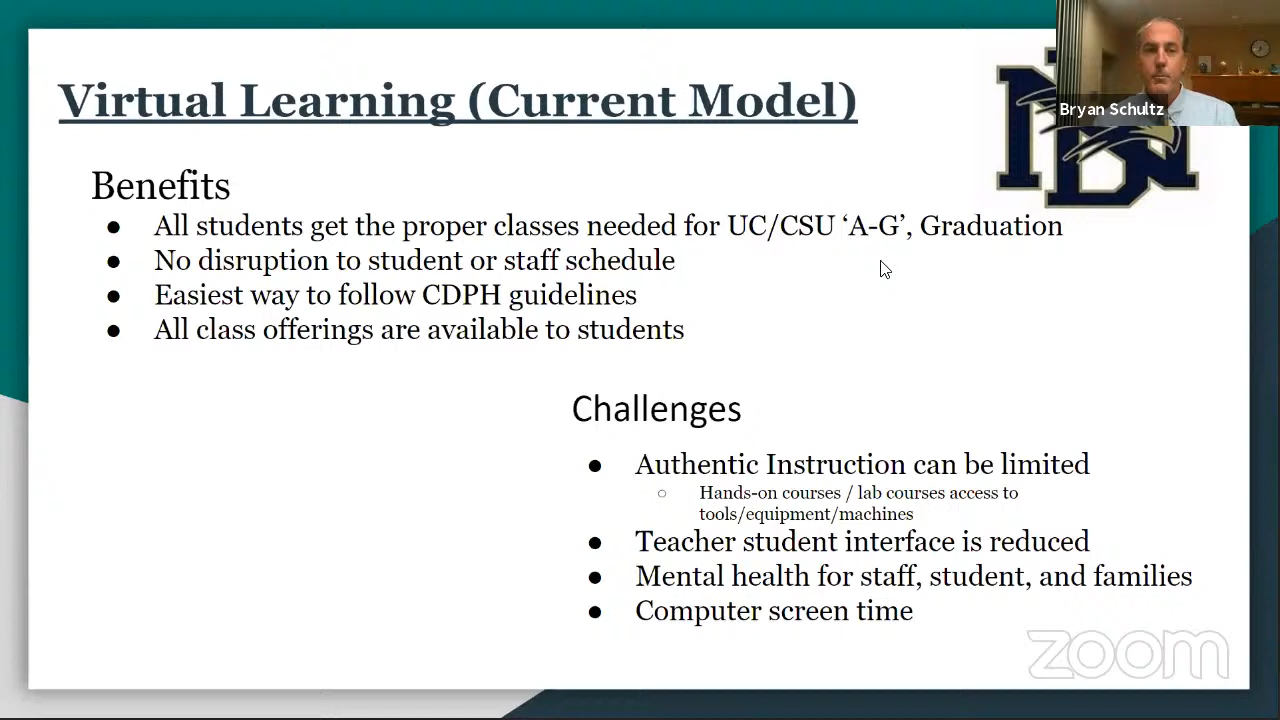 Virtual Learning (Current Model)
Bryan Schultz
Benefits
● All students get the proper classes needed for UC/CSU ‘A-G’, Graduation
● No disruption to student or staff schedule
● Easiest way to follow CDPH guidelines
● All class offerings are available to students
Challenges
● Authentic Instruction can be limited
○ Hands-on courses / lab courses access to
tools/equipment/machines
● Teacher student interface is reduced
● Mental health for staff, student, and families
● Computer screen time
zoom